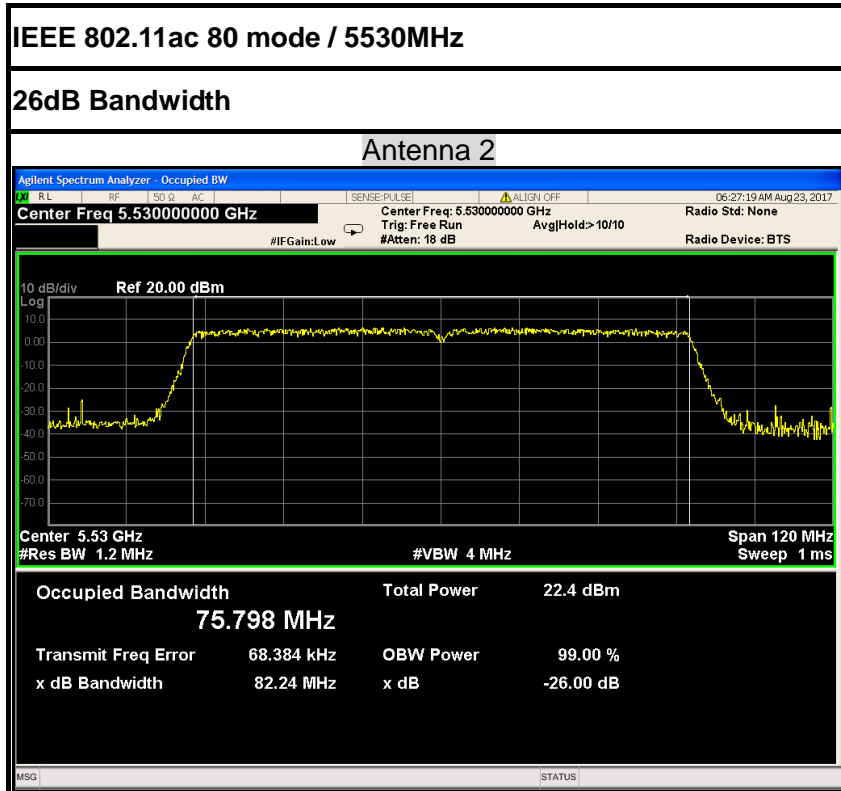 IEEE 802.11ac 80 mode / 5530MHz
26dB Bandwidth
Antenna 2
Agilent Spectrum Analyzer - Occupied BW
LXI RL RF 50 Ω AC SENSE:PULSE ALIGN OFF 06:27:19 AM Aug 23, 2017
Center Freq 5.530000000 GHz Center Freq: 5.530000000 GHz Radio Std: None
Trig: Free Run Avg|Hold:> 10/10
#IFGain:Low #Atten: 18 dB Radio Device: BTS
10 dB/div Ref 20.00 dBm
Log
10.0
0.00
-10.0
-20.0
-30.0
-40.0
-50.0
-60.0
-70.0
Center 5.53 GHz Span 120 MHz
#Res BW 1.2 MHz #VBW 4 MHz Sweep 1 ms
Occupied Bandwidth Total Power 22.4 dBm
75.798 MHz
Transmit Freq Error 68.384 kHz OBW Power 99.00 %
x dB Bandwidth 82.24 MHz x dB -26.00 dB
MSG STATUS